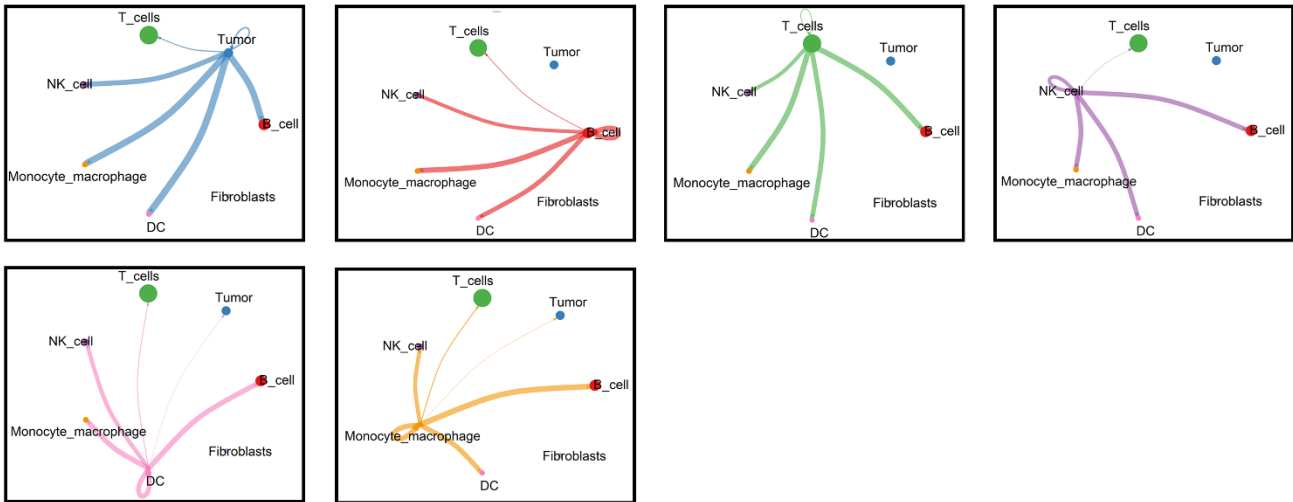 T_cells
Tumor
NK_cell
B_cell
Monocyte_macrophage
Fibroblasts
DC
T_cells
Tumor
NK_cell
B_cell
Monocyte_macrophage
Fibroblasts
DC
T_cells
Tumor
NK_cell
B_cell
Monocyte_macrophage
Fibroblasts
DC
T_cells
Tumor
NK_cell
B_cell
Monocyte_macrophage
Fibroblasts
DC
T_cells
Tumor
NK_cell
B_cell
Monocyte_macrophage
Fibroblasts
DC
T_cells
Tumor
NK_cell
B_cell
Monocyte_macrophage
Fibroblasts
DC